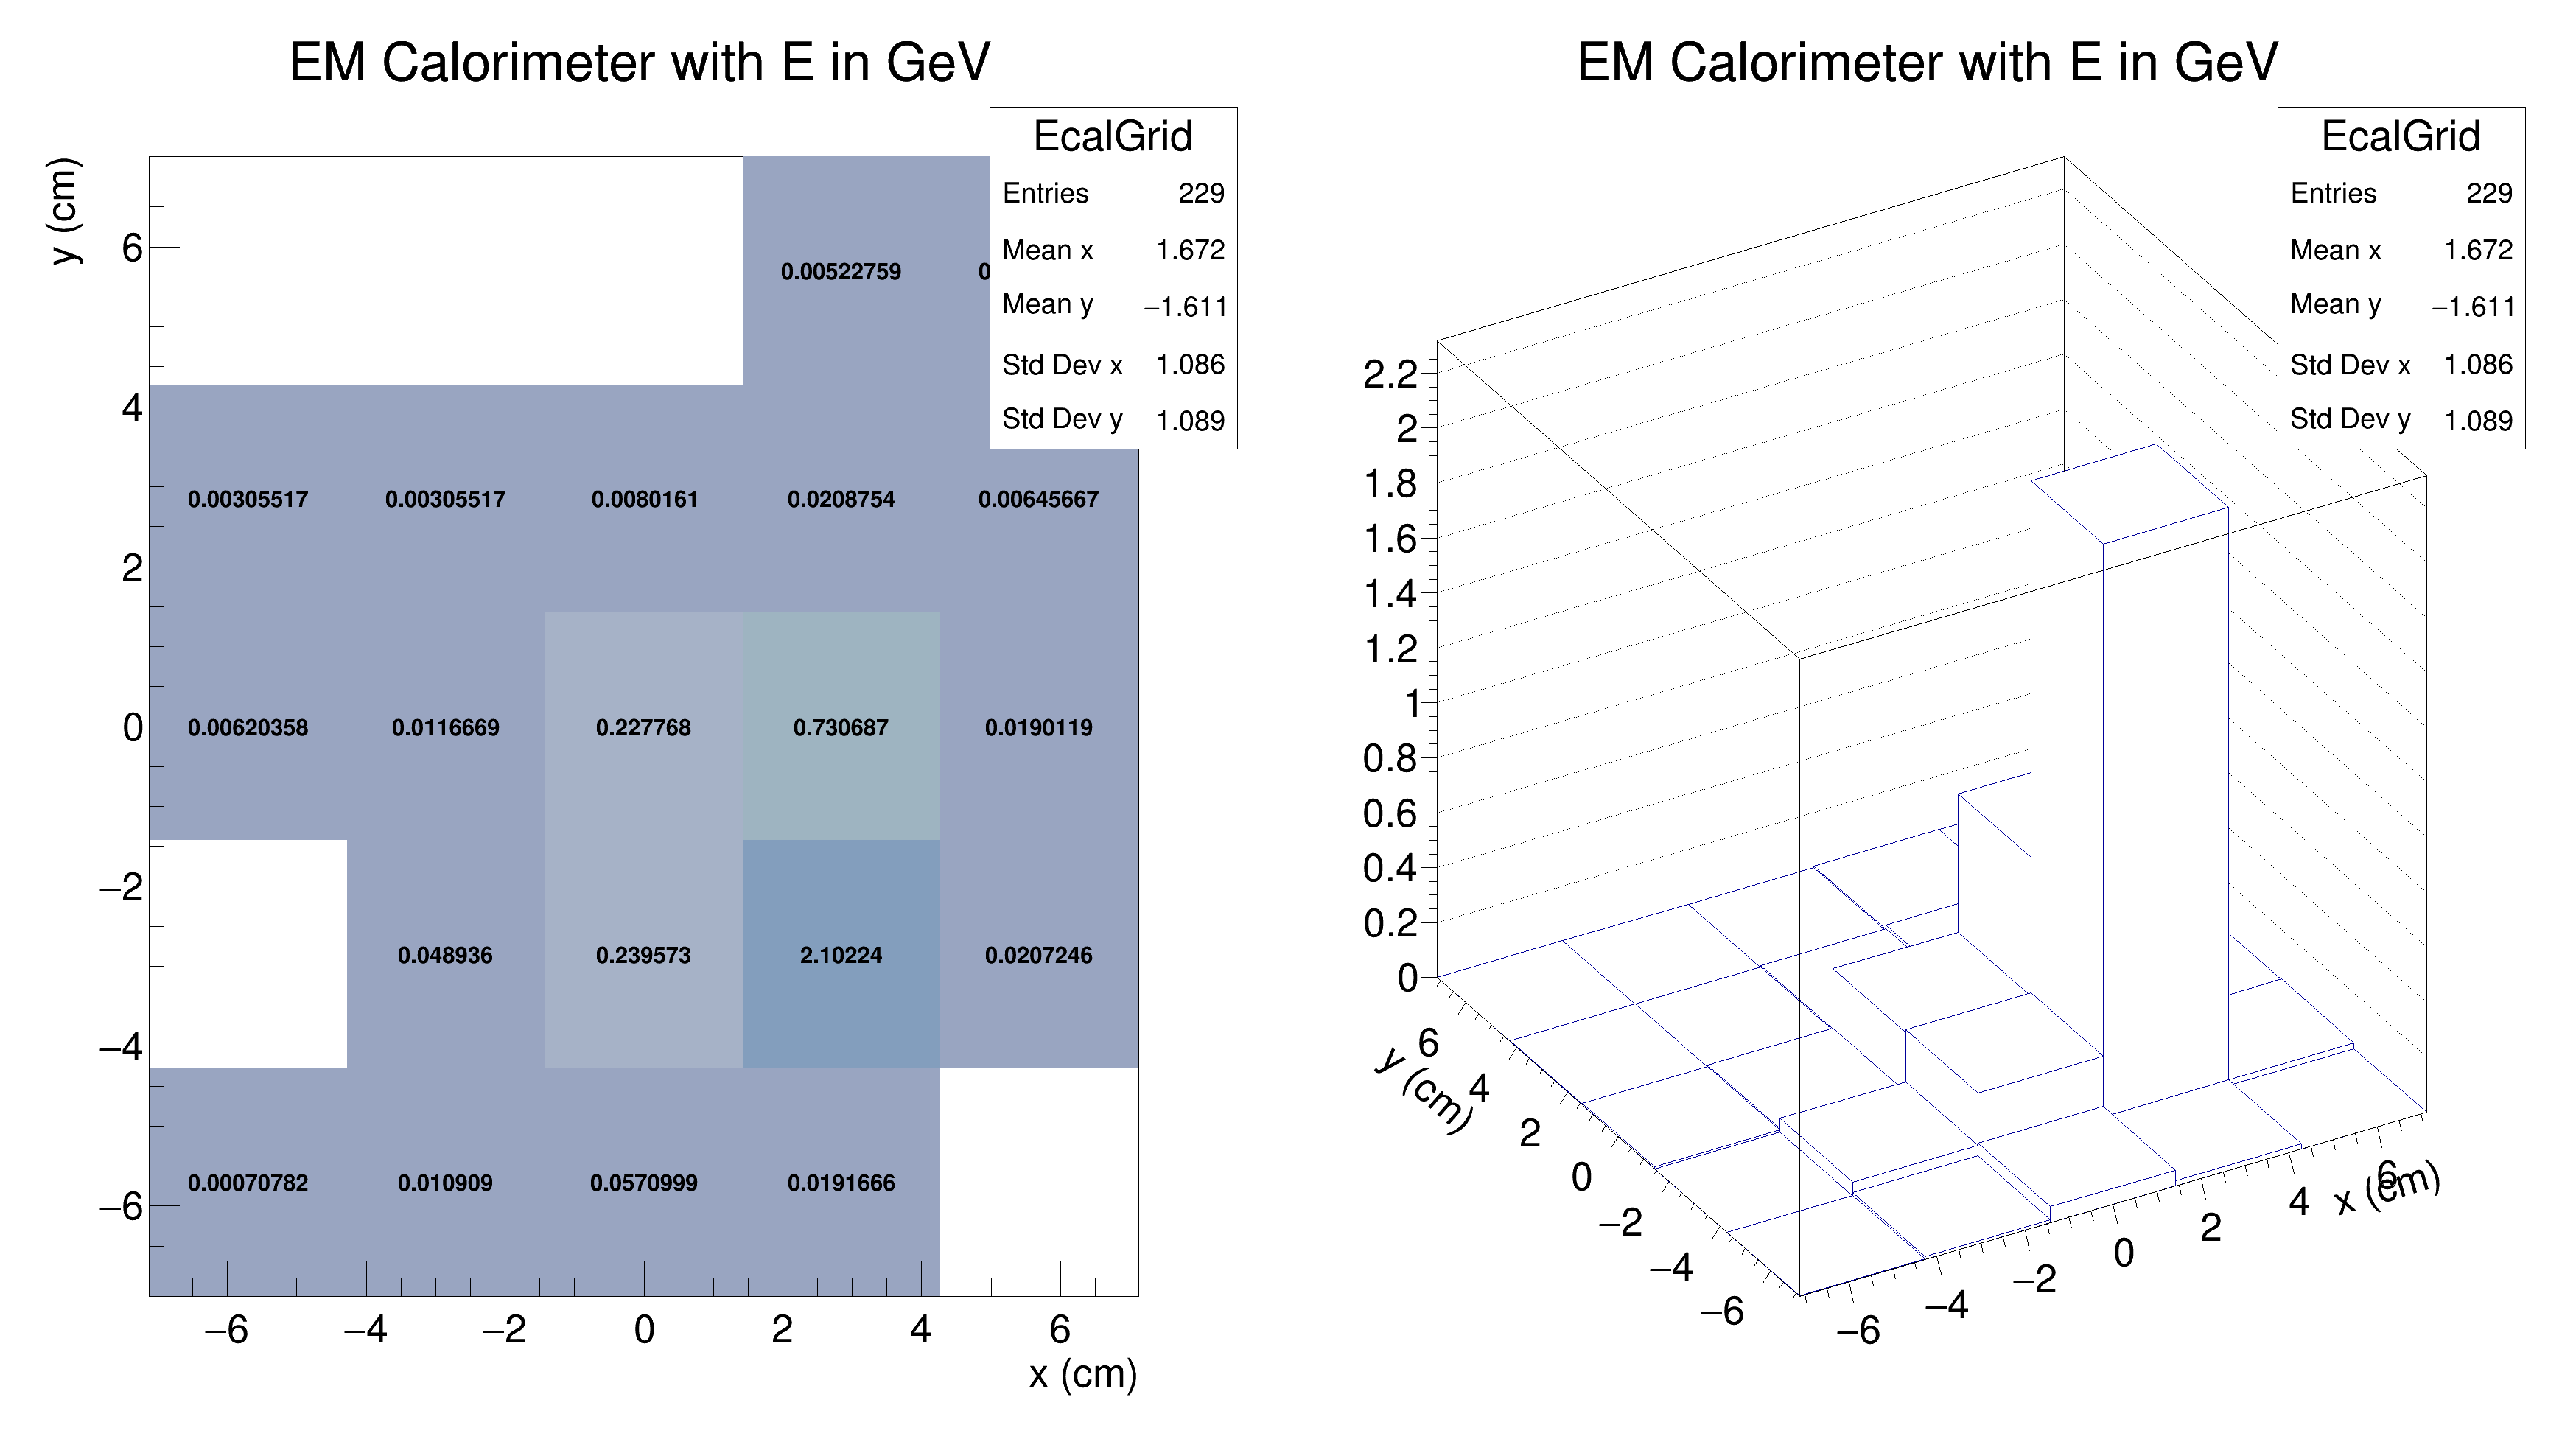 EM Calorimeter with E in GeV
EcalGrid
Entries 229
Mean x 1.672
Mean y −1.611
Std Dev x 1.086
Std Dev y 1.089
y (cm)
6
4
2
0
−2
−4
−6
0.00522759
0.00305517 0.00305517 0.0080161 0.0208754 0.00645667
0.00620358 0.0116669 0.227768 0.730687 0.0190119
0.048936 0.239573 2.10224 0.0207246
0.00070782 0.010909 0.0570999 0.0191666
−6 −4 −2 0 2 4 6
x (cm)
EM Calorimeter with E in GeV
EcalGrid
Entries 229
Mean x 1.672
Mean y −1.611
Std Dev x 1.086
Std Dev y 1.089
2.2
2
1.8
1.6
1.4
1.2
1
0.8
0.6
0.4
0.2
0
y (cm)
6
4
2
0
−2
−4
−6
−6 −4 −2 0 2 4 6
x (cm)